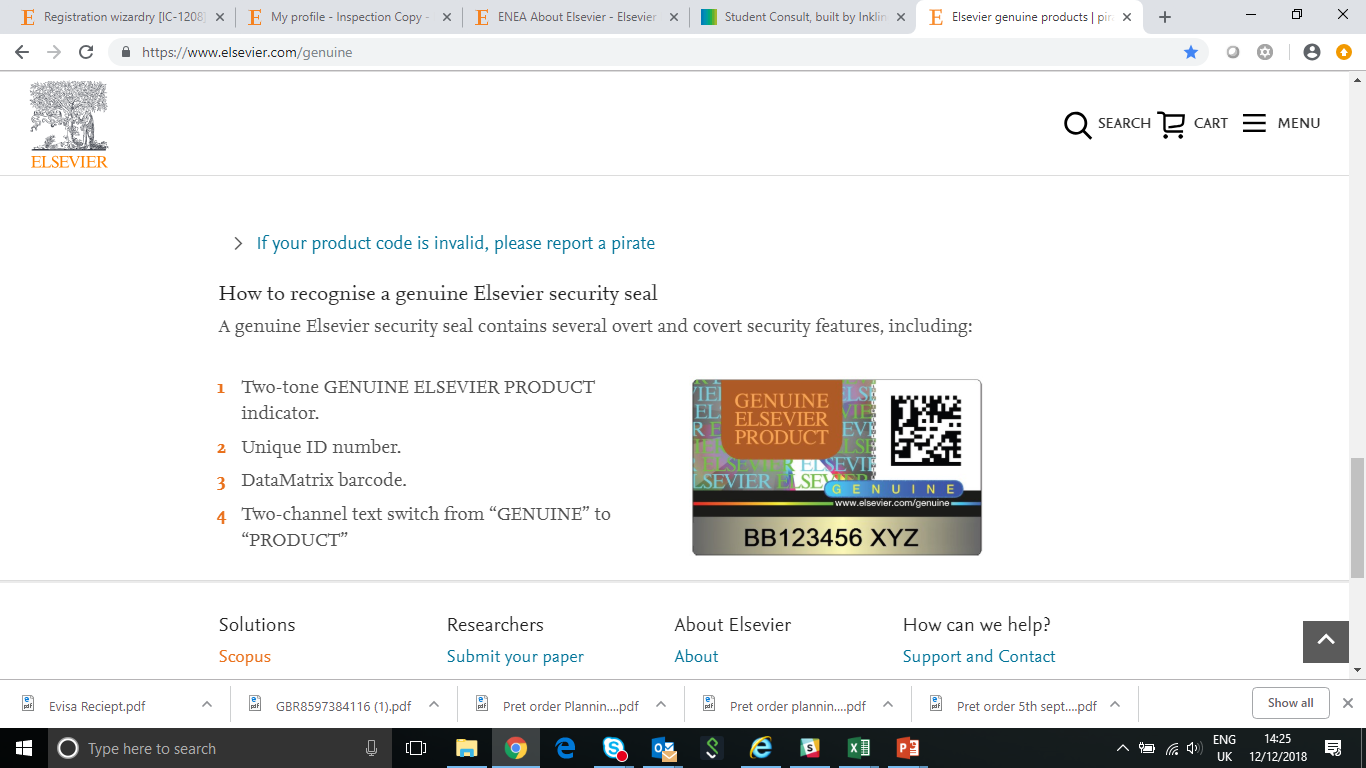 Registration wizardry [IC-1208]
My profile - Inspection Copy -
ENEA About Elsevier - Elsevier
Student Consult, built by Inklin
Elsevier genuine products | pir
https://www.elsevier.com/genuine
ELSEVIER
SEARCH
CART
MENU
If your product code is invalid, please report a pirate
How to recognise a genuine Elsevier security seal
A genuine Elsevier security seal contains several overt and covert security features, including:
1 Two-tone GENUINE ELSEVIER PRODUCT
indicator.
2 Unique ID number.
3 DataMatrix barcode.
4 Two-channel text switch from “GENUINE” to
“PRODUCT”
GENUINE
ELSEVIER
PRODUCT
GENUINE
www.elsevier.com/genuine
BB123456 XYZ
Solutions
Researchers
About Elsevier
How can we help?
Scopus
Submit your paper
About
Support and Contact
Evisa Reciept.pdf
GBR8597384116 (1).pdf
Pret order Plannin....pdf
Pret order plannin....pdf
Pret order 5th sept....pdf
Show all
Type here to search
ENG
UK
14:25
12/12/2018